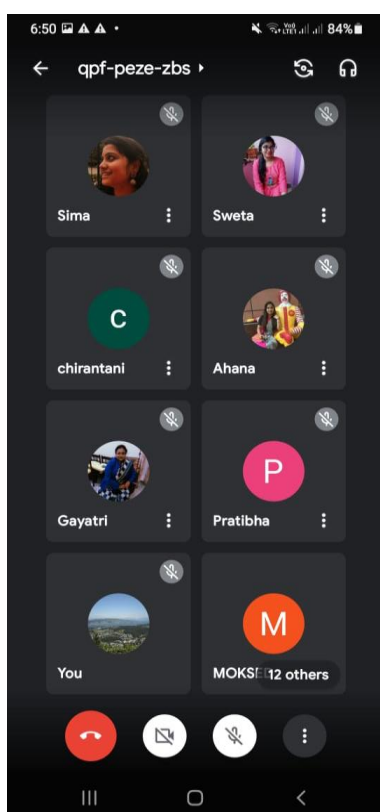 6:50 84%
qpf-peze-zbs
Sima Sweta
C
chirantani Ahana
P
Gayatri Pratibha
M
You 12 others